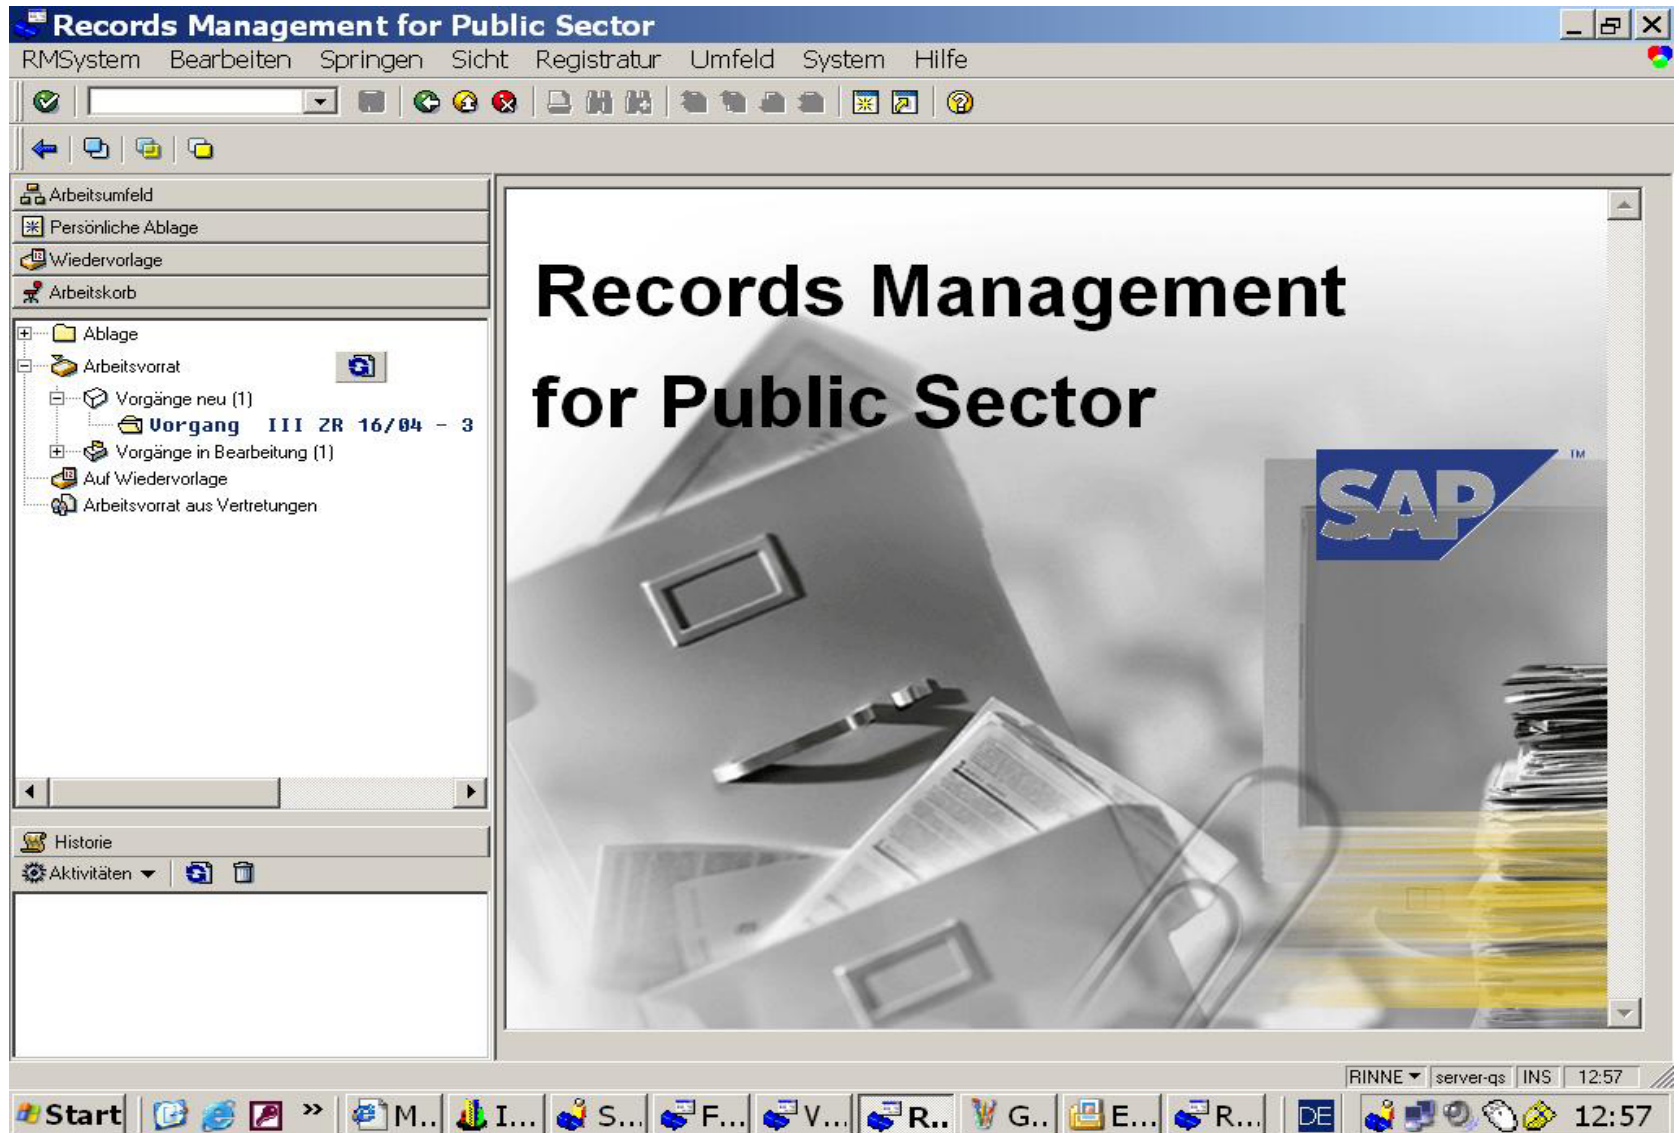 Records Management for Public Sector
RMSystem Bearbeiten Springen Sicht Registratur Umfeld System Hilfe
Arbeitsumfeld
Persönliche Ablage
Wiedervorlage
Arbeitskorb
Ablage
Arbeitsvorrat
Vorgänge neu (1)
Vorgang III ZR 16/04 - 3
Vorgänge in Bearbeitung (1)
Auf Wiedervorlage
Arbeitsvorrat aus Vertretungen
Historie
Aktivitäten
Records Management
for Public Sector
SAP TM
RINNE server-qs INS 12:57
Start » M.. I... S... F... V... R.. G.. E... R... DE 12:57